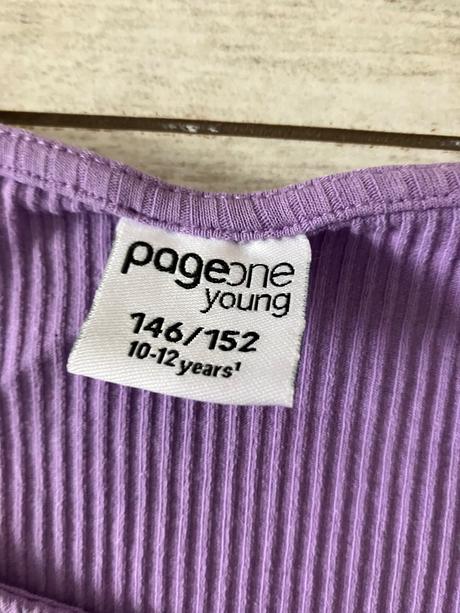 pageone
young
146/152
10-12 years¹